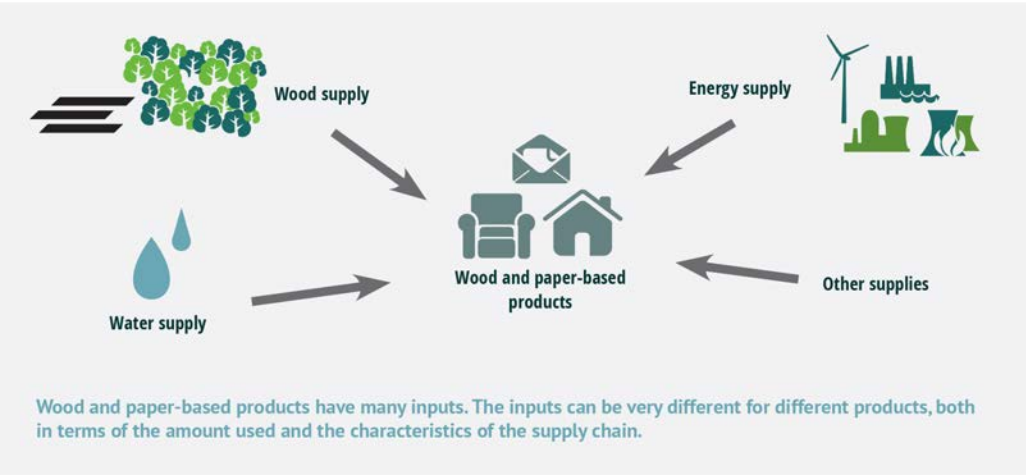 Wood supply
Energy supply
Wood and paper-based
products
Water supply
Other supplies
Wood and paper-based products have many inputs. The inputs can be very different for different products, both
in terms of the amount used and the characteristics of the supply chain.